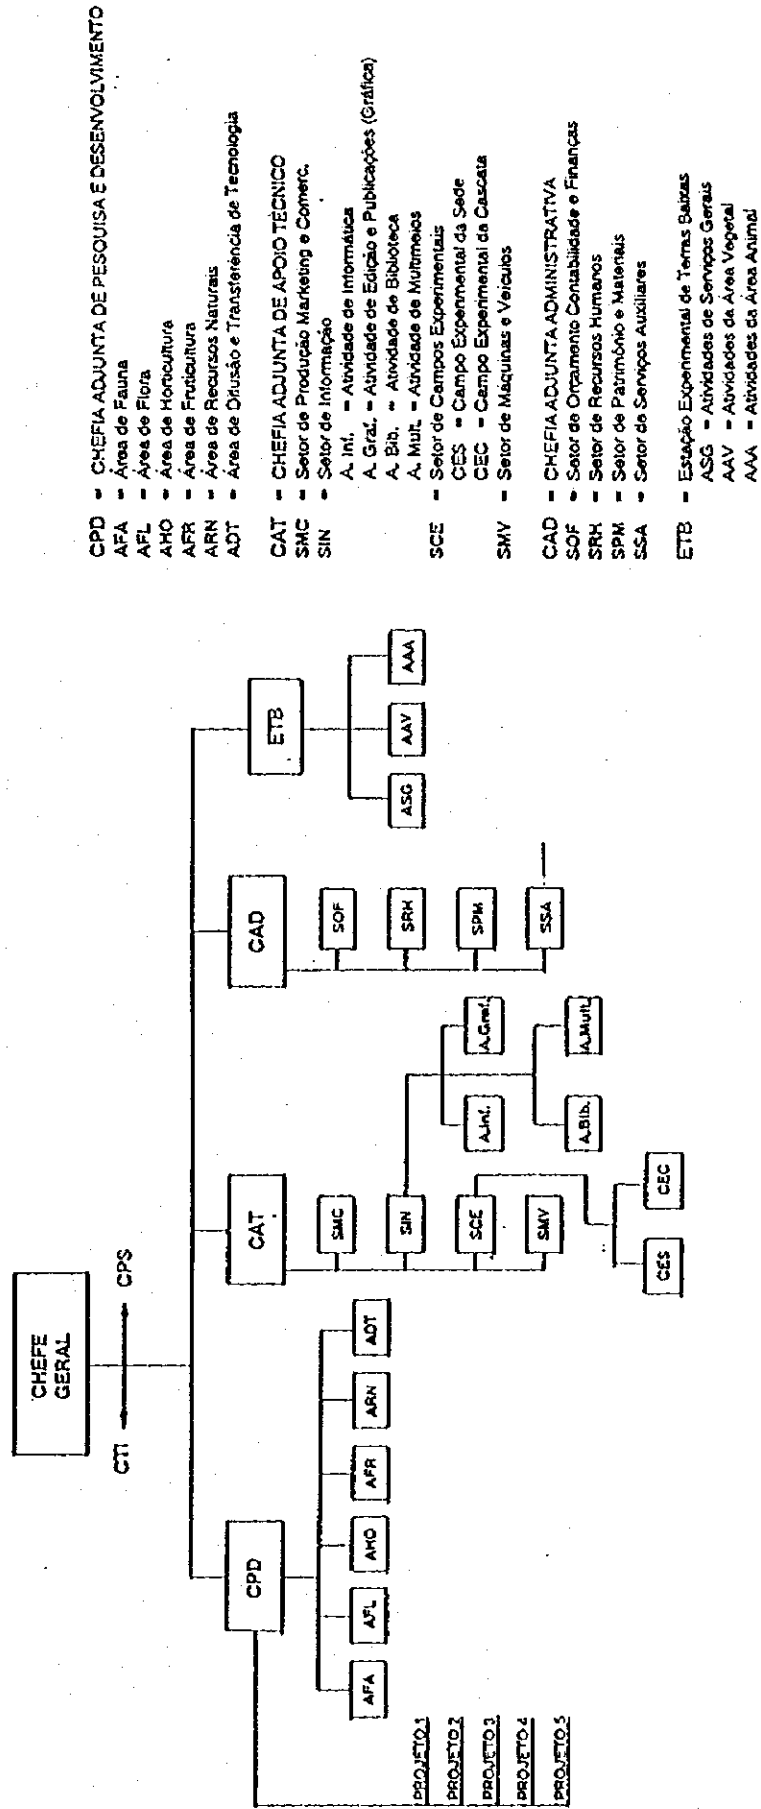 CHEFE
GERAL
CTI
CPS
CPD
CAT
CAD
ETB
AFA
AFL
AHO
AFR
ARN
ADT
PROJETO 1
PROJETO 2
PROJETO 3
PROJETO 4
PROJETO 5
SMC
SIN
SCE
SMV
A.Inf.
A.Graf.
A.Bib.
A.Mult.
CES
CEC
SOF
SRH
SPM
SSA
ASG
AAV
AAA
CPD = CHEFIA ADJUNTA DE PESQUISA E DESENVOLVIMENTO
AFA = Área de Fauna
AFL = Área de Flora
AHO = Área de Horticultura
AFR = Área de Fruticultura
ARN = Área de Recursos Naturais
ADT = Área de Difusão e Transferência de Tecnologia
CAT = CHEFIA ADJUNTA DE APOIO TÉCNICO
SMC = Setor de Produção Marketing e Comerc.
SIN = Setor de Informação
A. Inf. = Atividade de Informática
A. Graf. = Atividade de Edição e Publicações (Gráfica)
A. Bib. = Atividade de Biblioteca
A. Mult. = Atividade de Multimeios
SCE = Setor de Campos Experimentais
CES = Campo Experimental da Sede
CEC = Campo Experimental da Cascata
SMV = Setor de Maquinas e Veiculos
CAD = CHEFIA ADJUNTA ADMINISTRATIVA
SOF = Setor de Orçamento Contabilidade e Finanças
SRH = Setor de Recursos Humanos
SPM = Setor de Patrimônio e Materiais
SSA = Setor de Serviços Auxiliares
ETB = Estação Experimental de Terras Baixas
ASG = Atividades de Serviços Gerais
AAV = Atividades da Área Vegetal
AAA = Atividades da Área Animal